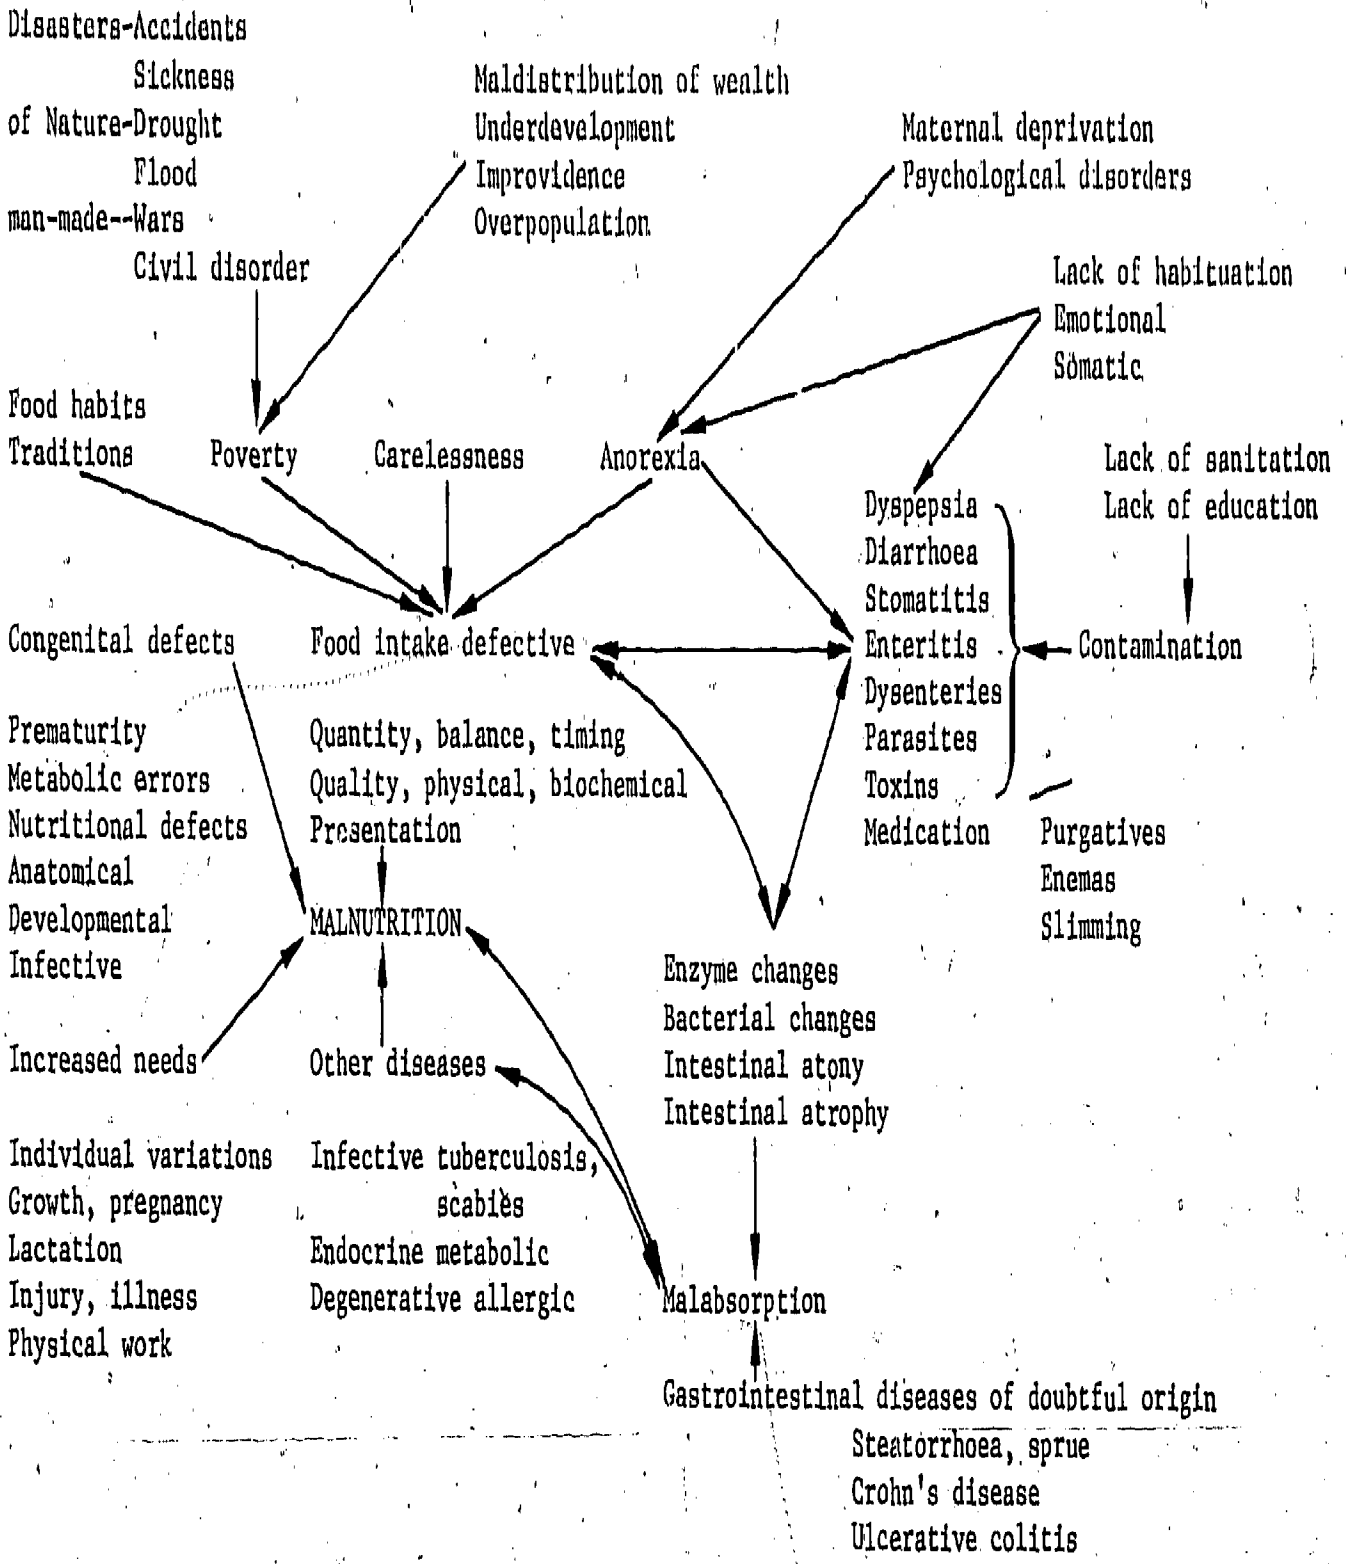 Disasters-Accidents
Sickness
of Nature-Drought
Flood
man-made--Wars
Civil disorder
Maldistribution of wealth
Underdevelopment
Improvidence
Overpopulation
Maternal deprivation
Psychological disorders
Lack of habituation
Emotional
Somatic
Food habits
Traditions
Poverty
Carelessness
Anorexia
Lack of sanitation
Lack of education
Dyspepsia
Diarrhoea
Stomatitis
Enteritis
Dysenteries
Parasites
Toxins
Medication
Contamination
Purgatives
Enemas
Slimming
Congenital defects
Prematurity
Metabolic errors
Nutritional defects
Anatomical
Developmental
Infective
Food intake defective
Quantity, balance, timing
Quality, physical, biochemical
Presentation
MALNUTRITION
Enzyme changes
Bacterial changes
Intestinal atony
Intestinal atrophy
Increased needs
Individual variations
Growth, pregnancy
Lactation
Injury, illness
Physical work
Other diseases
Infective tuberculosis,
scabies
Endocrine metabolic
Degenerative allergic
Malabsorption
Gastrointestinal diseases of doubtful origin
Steatorrhoea, sprue
Crohn's disease
Ulcerative colitis